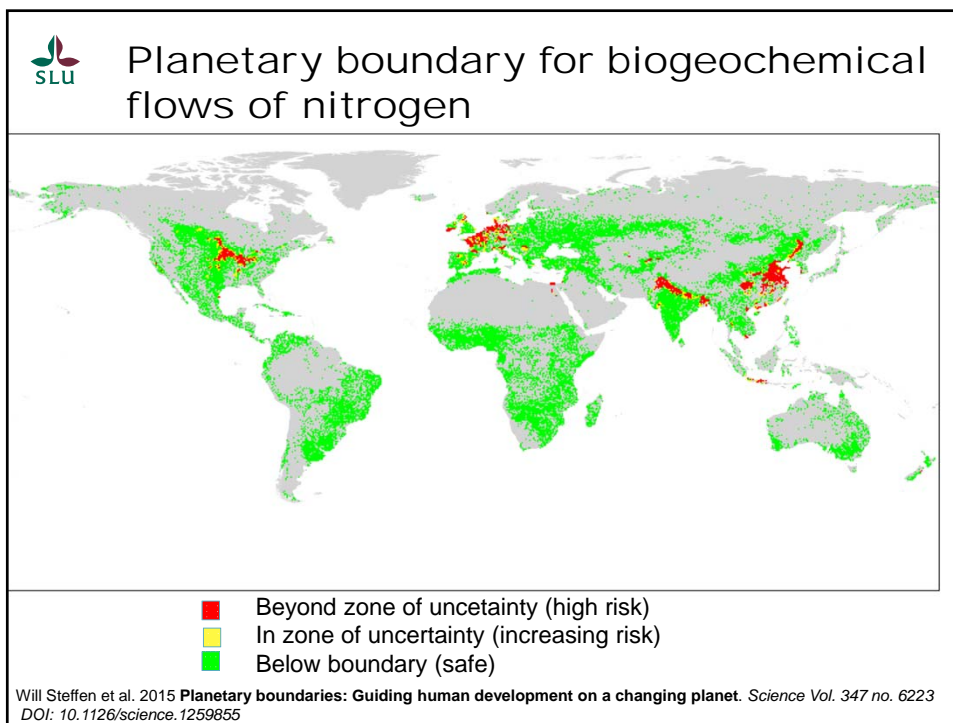 SLU
Planetary boundary for biogeochemical
flows of nitrogen
Beyond zone of uncetainty (high risk)
In zone of uncertainty (increasing risk)
Below boundary (safe)
Will Steffen et al. 2015 Planetary boundaries: Guiding human development on a changing planet. Science Vol. 347 no. 6223
DOI: 10.1126/science.1259855